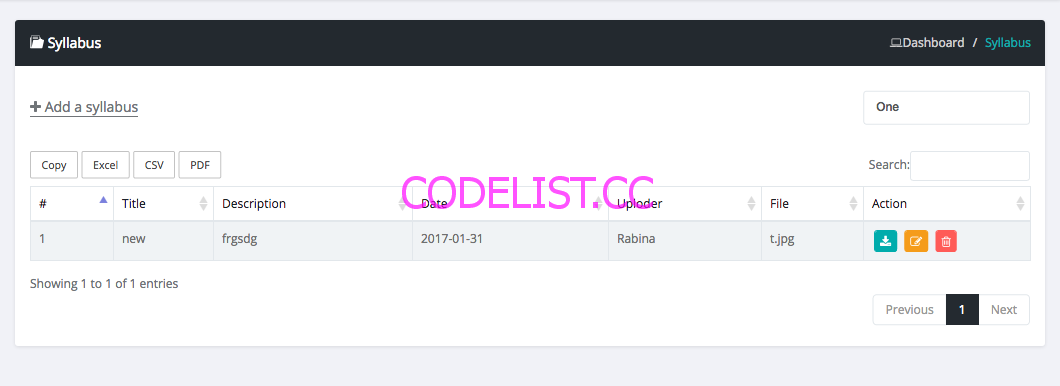 Syllabus
Dashboard / Syllabus
Add a syllabus
One
Copy Excel CSV PDF
Search:
CODELIST.CC
# Title Description Date Uploder File Action
1 new frgsdg 2017-01-31 Rabina t.jpg
Showing 1 to 1 of 1 entries
Previous 1 Next